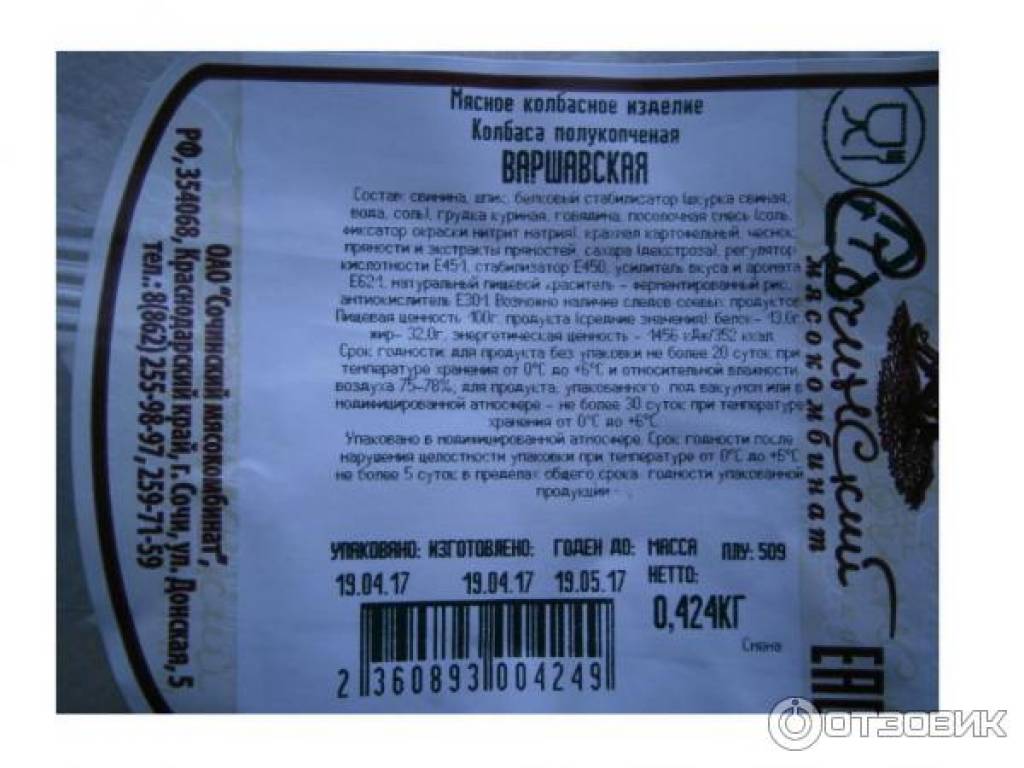 Мясное колбасное изделие
Колбаса полукопченая
ВАРШАВСКАЯ
Состав: свинина, шпик, белковый стабилизатор (шкурка свиная,
вода, соль), грудка куриная, говядина, посолочная смесь (соль,
фиксатор окраски нитрит натрия), крахмал картофельный, чеснок,
пряности и экстракты пряностей, сахара (декстроза), регулятор
кислотности Е451, стабилизатор Е450, усилитель вкуса и аромата
Е621, натуральный пищевой краситель – ферментированный рис,
антиокислитель Е301. Возможно наличие следов соевых продуктов.
Пищевая ценность 100г. продукта (средние значения): белок– 13,0г.
жир– 32,0г., энергетическая ценность – 1456 кДж/352 ккал.
Срок годности: для продукта без упаковки не более 20 суток при
температуре хранения от 0°С до +6°С и относительной влажности
воздуха 75–78%; для продукта, упакованного под вакуумом или в
модифицированной атмосфере – не более 30 суток при температуре
хранения от 0°С до +6°С.
Упаковано в модифицированной атмосфере. Срок годности после
нарушения целостности упаковки при температуре от 0°С до +6°С
не более 5 суток в пределах общего срока годности упакованной
продукции
УПАКОВАНО: ИЗГОТОВЛЕНО: ГОДЕН ДО: МАССА НЕТТО: ПЛУ: 509
19.04.17 19.04.17 19.05.17
0,424КГ
Смена
2 360893 004249
ОАО "Сочинский мясокомбинат",
РФ, 354068, Краснодарский край, г. Сочи, ул. Донская, 5
тел.: 8(862) 255-98-97, 259-71-59
Сочинский
мясокомбинат
ЕАС
ОТЗОВИК